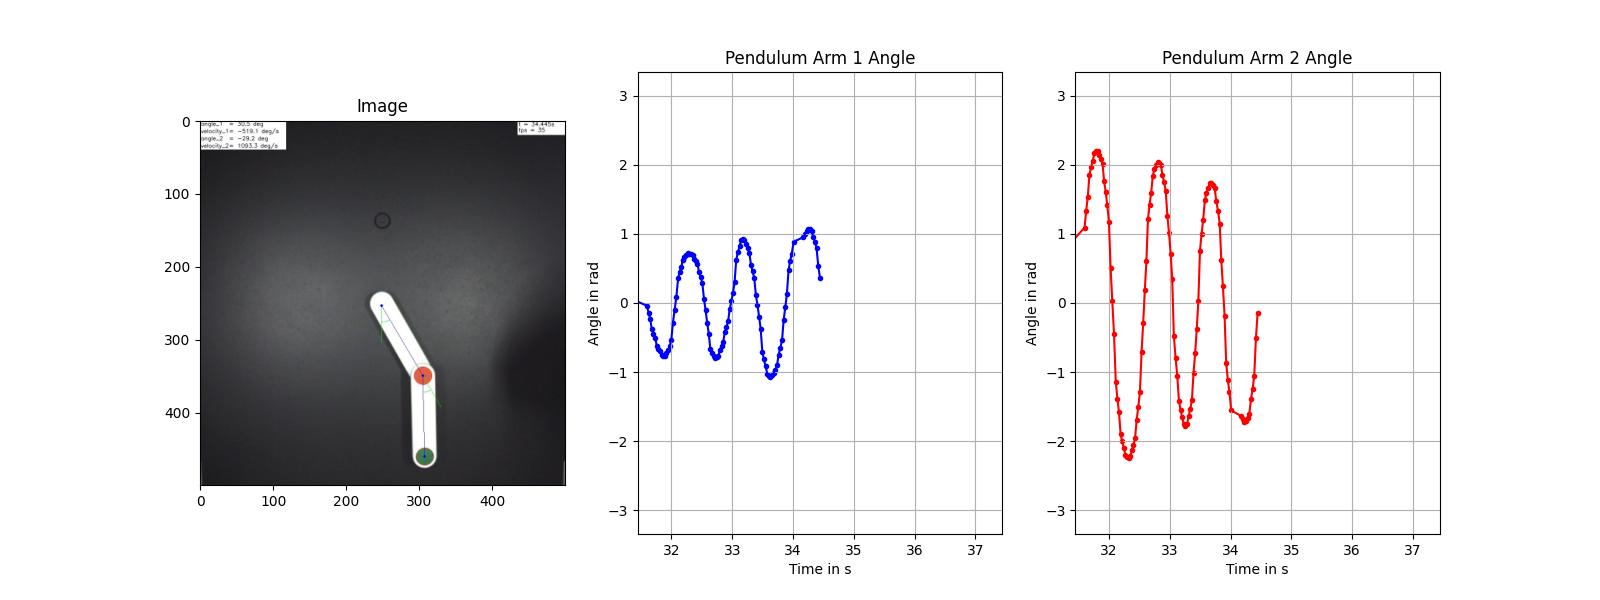 Image
angle_1 = 30.5 deg
velocity_1= -519.1 deg/s
angle_2 = -29.2 deg
velocity_2= 1093.3 deg/s
t = 34.445s
fps = 35
0
100
200
300
400
0 100 200 300 400
Pendulum Arm 1 Angle
Angle in rad
3
2
1
0
−1
−2
−3
32 33 34 35 36 37
Time in s
Pendulum Arm 2 Angle
Angle in rad
3
2
1
0
−1
−2
−3
32 33 34 35 36 37
Time in s